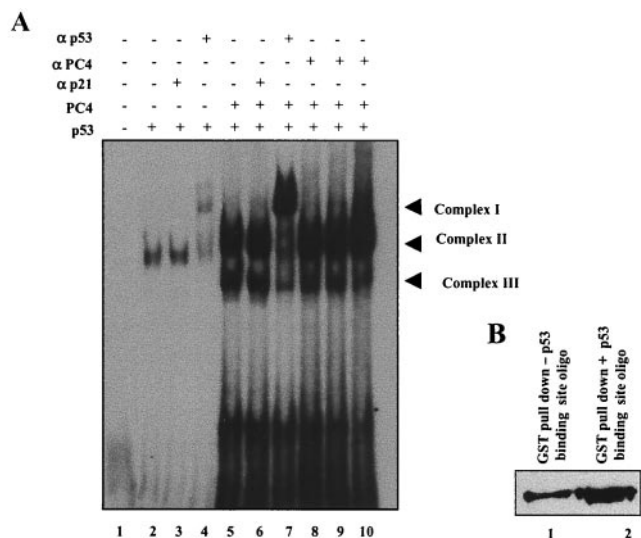 A
α p53 - - - + - - + - - -
α PC4 - - - - - - - + + +
α p21 - - + - - + - - - -
PC4 - - - - + + + + + +
p53 - + + + + + + + + +
Complex I
Complex II
Complex III
1 2 3 4 5 6 7 8 9 10
B
GST pull down – p53
binding site oligo
GST pull down + p53
binding site oligo
1 2